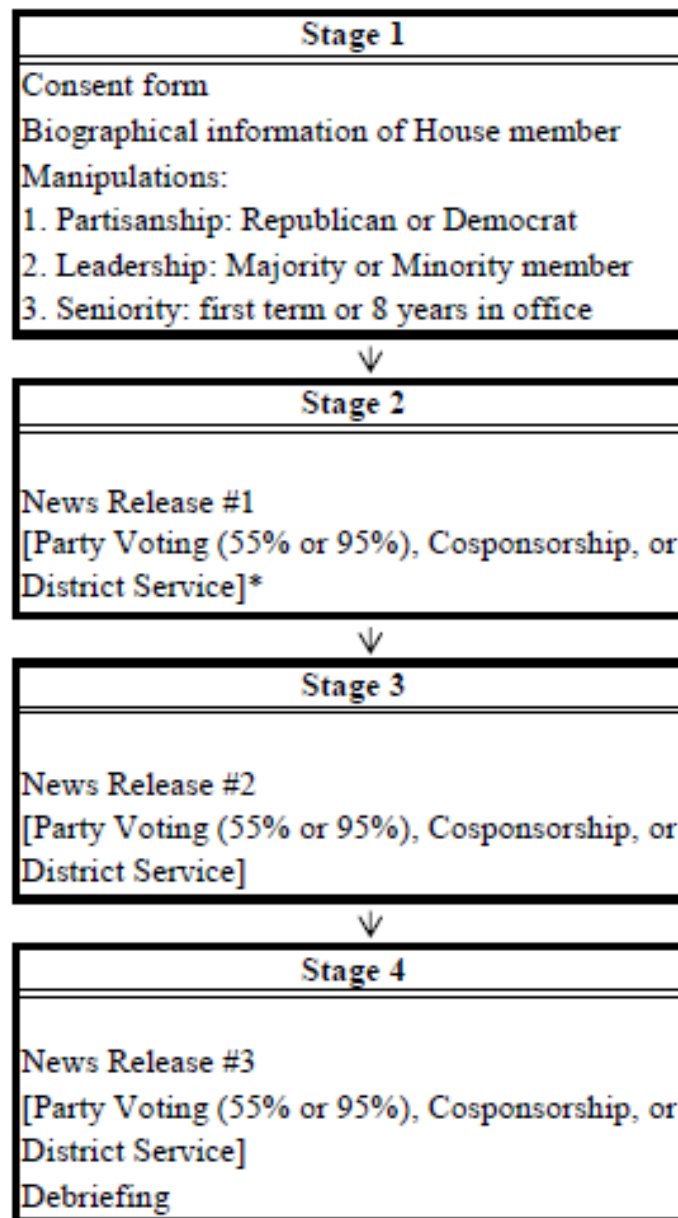 Stage 1
Consent form
Biographical information of House member
Manipulations:
1. Partisanship: Republican or Democrat
2. Leadership: Majority or Minority member
3. Seniority: first term or 8 years in office
Stage 2
News Release #1
[Party Voting (55% or 95%), Cosponsorship, or
District Service]*
Stage 3
News Release #2
[Party Voting (55% or 95%), Cosponsorship, or
District Service]
Stage 4
News Release #3
[Party Voting (55% or 95%), Cosponsorship, or
District Service]
Debriefing